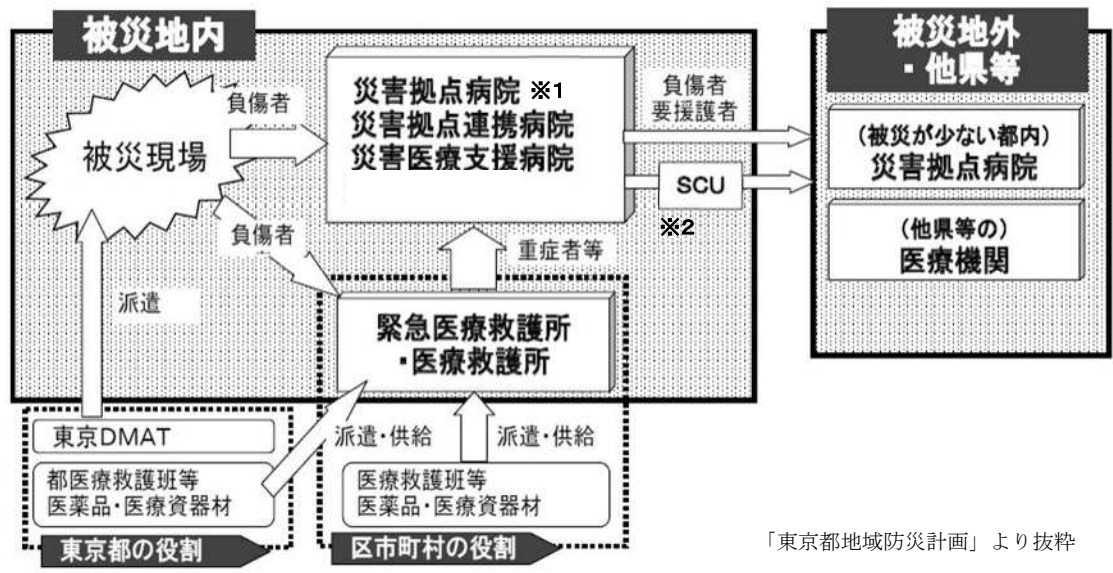 被災地内
被災地外
・他県等
被災現場
負傷者
災害拠点病院 ※1
災害拠点連携病院
災害医療支援病院
負傷者
要援護者
SCU
※2
(被災が少ない都内)
災害拠点病院
(他県等の)
医療機関
負傷者
重症者等
派遣
緊急医療救護所
・医療救護所
東京DMAT
都医療救護班等
医薬品・医療資器材
東京都の役割
派遣・供給
派遣・供給
医療救護班等
医薬品・医療資器材
区市町村の役割
「東京都地域防災計画」より抜粋